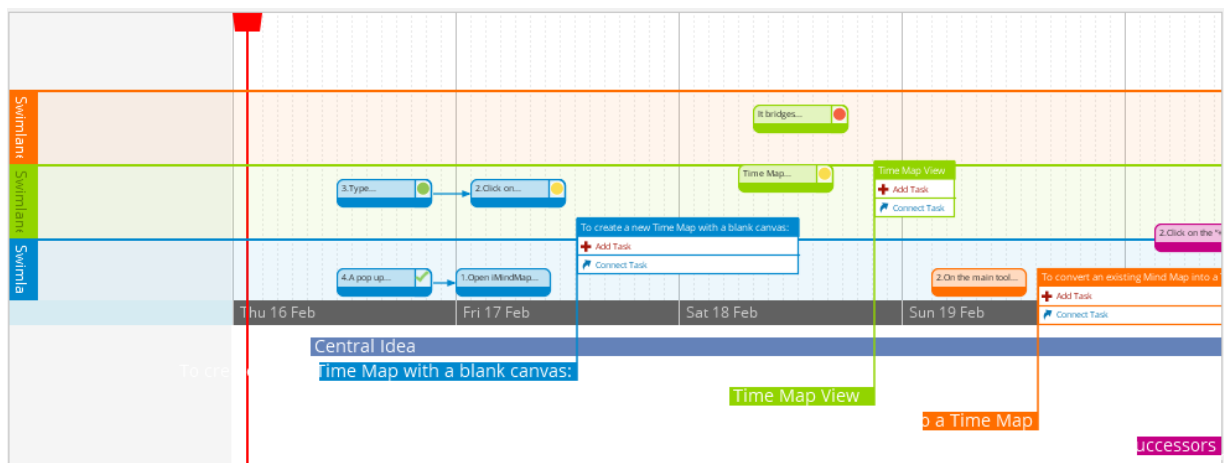 Swimlane
It bridges...
Swimlane
3.Type...
2.Click on...
Time Map...
Time Map View
Add Task
Connect Task
Swimla
To create a new Time Map with a blank canvas:
Add Task
Connect Task
2.Click on the "+
4.A pop up...
1.Open iMindMap...
2.On the main tool...
To convert an existing Mind Map into a
Add Task
Connect Task
Thu 16 Feb
Fri 17 Feb
Sat 18 Feb
Sun 19 Feb
Central Idea
To cre
Time Map with a blank canvas:
Time Map View
o a Time Map
uccessors